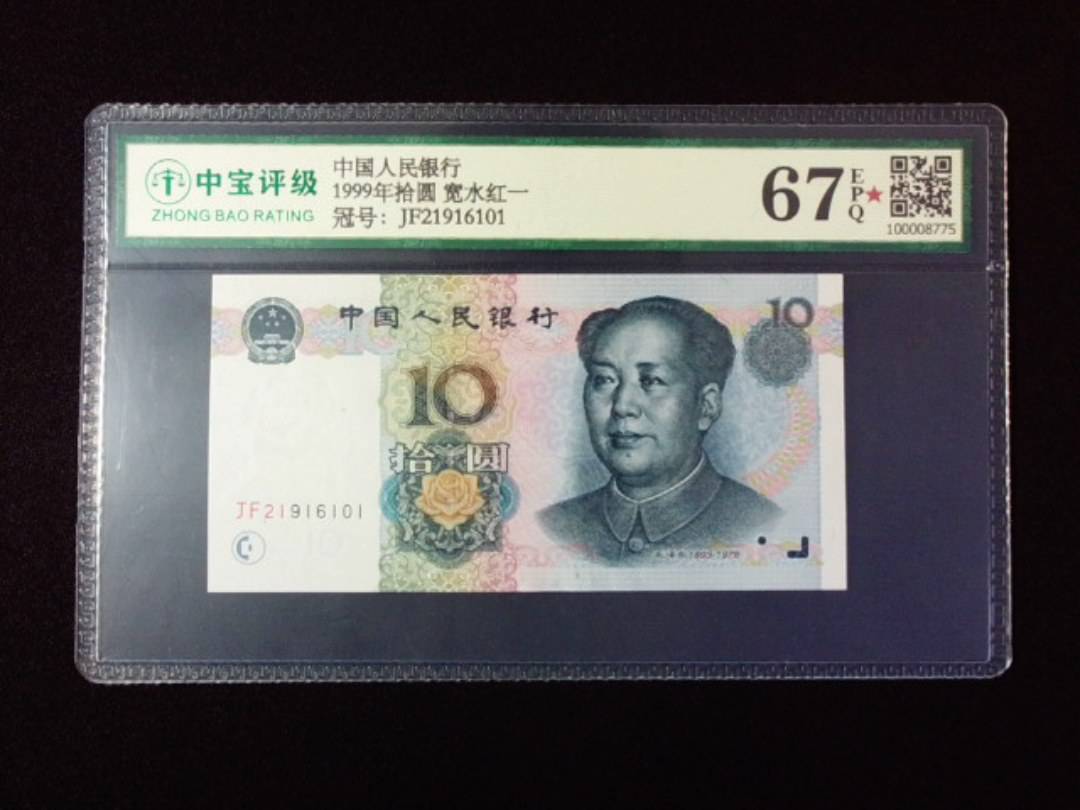 中宝评级
ZHONG BAO RATING
中国人民银行
1999年拾圆 宽水红一
冠号: JF21916101
67
EPQ
100008775
中国人民银行
10
10
拾圆
JF21916101
1893-1976